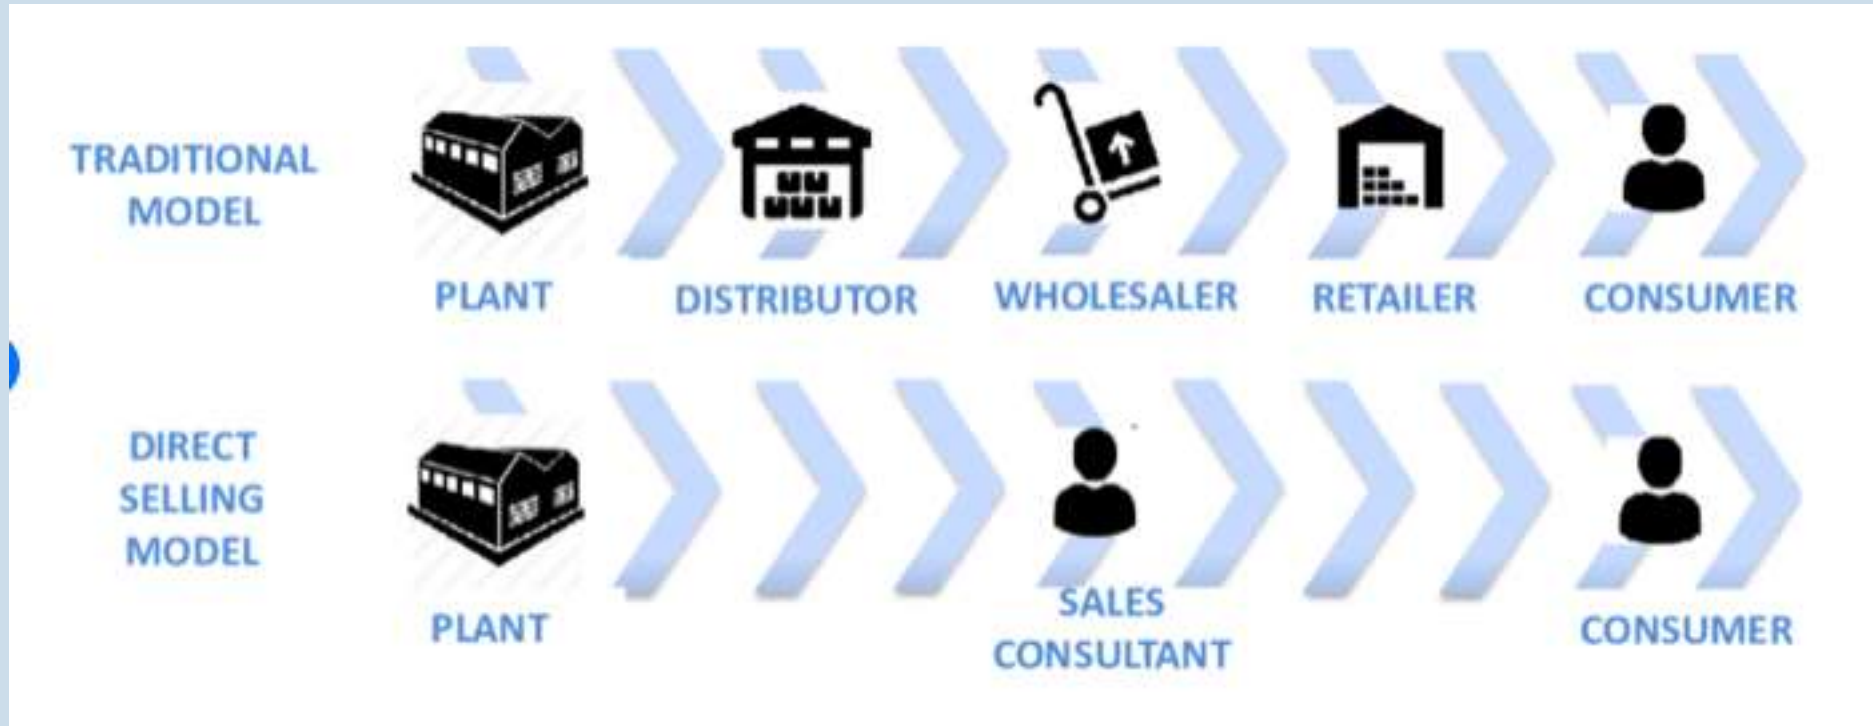 TRADITIONAL
MODEL
PLANT
DISTRIBUTOR
WHOLESALER
RETAILER
CONSUMER
DIRECT
SELLING
MODEL
PLANT
SALES
CONSULTANT
CONSUMER